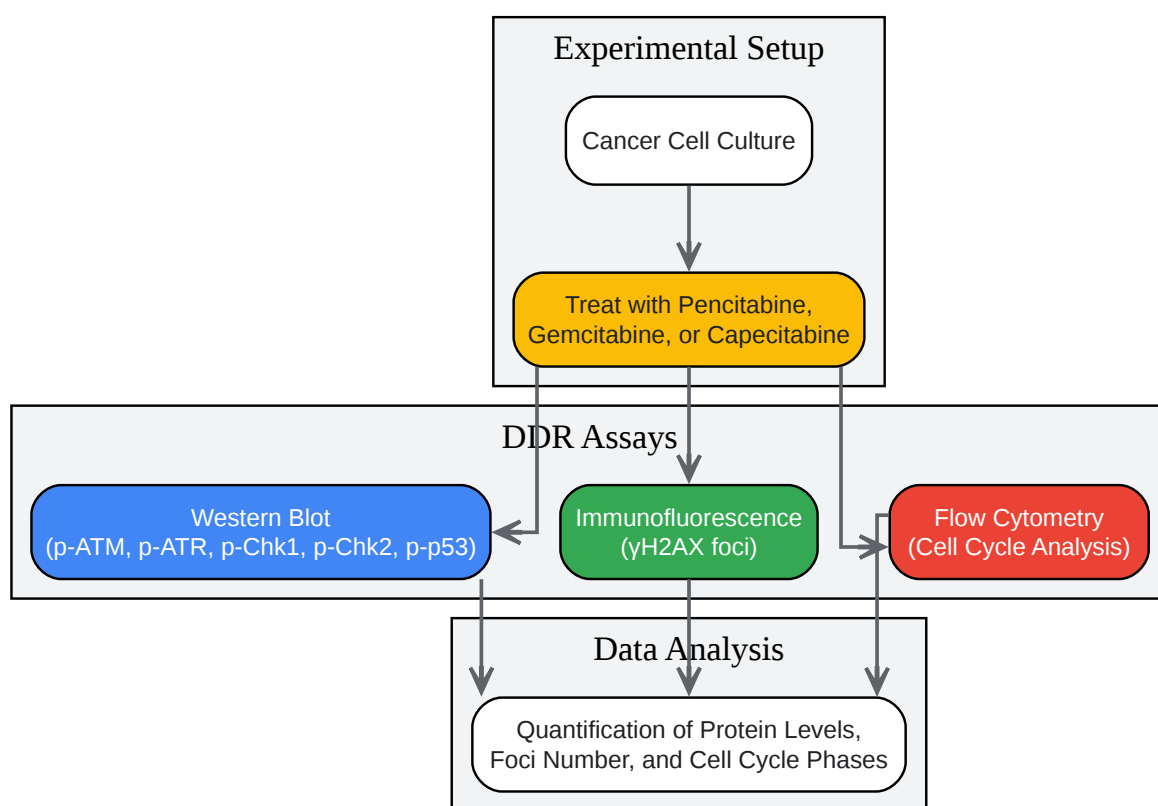 Experimental Setup
Cancer Cell Culture
Treat with Pencitabine,
Gemcitabine, or Capecitabine
DDR Assays
Western Blot
(p-ATM, p-ATR, p-Chk1, p-Chk2, p-p53)
Immunofluorescence
(γH2AX foci)
Flow Cytometry
(Cell Cycle Analysis)
Data Analysis
Quantification of Protein Levels,
Foci Number, and Cell Cycle Phases